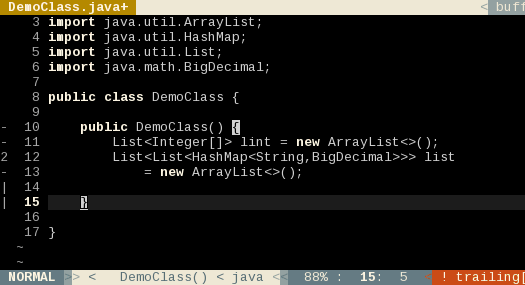 DemoClass.java+ < buff
3 import java.util.ArrayList;
4 import java.util.HashMap;
5 import java.util.List;
6 import java.math.BigDecimal;
7
8 public class DemoClass {
9
- 10     public DemoClass() {
- 11         List<Integer[]> lint = new ArrayList<>();
2 12         List<List<HashMap<String,BigDecimal>>> list
- 13             = new ArrayList<>();
| 14
| 15     }
16
17 }
~
~
NORMAL >> < DemoClass() < java << 88% : 15: 5 ! trailing[